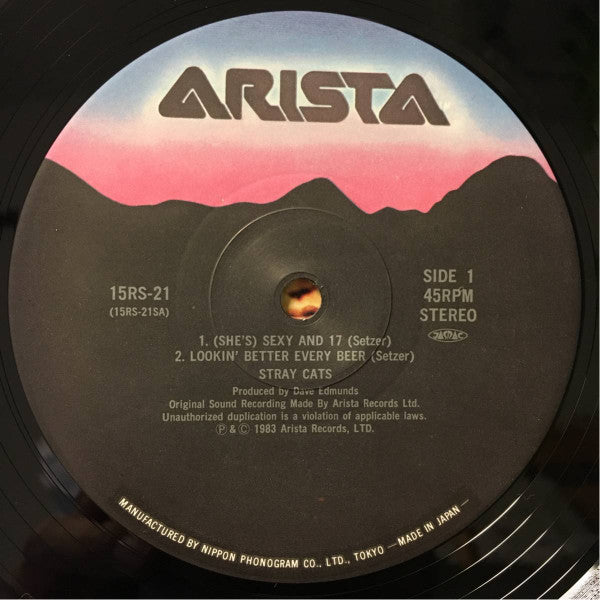 ARISTA
15RS-21
(15RS-21SA)
SIDE 1
45RPM
STEREO
JASRAC
1. (SHE'S) SEXY AND 17 (Setzer)
2. LOOKIN' BETTER EVERY BEER (Setzer)
STRAY CATS
Produced by Dave Edmunds
Original Sound Recording Made By Arista Records Ltd.
Unauthorized duplication is a violation of applicable laws.
Ⓟ & Ⓒ 1983 Arista Records, LTD.
MANUFACTURED BY NIPPON PHONOGRAM CO., LTD., TOKYO —MADE IN JAPAN—